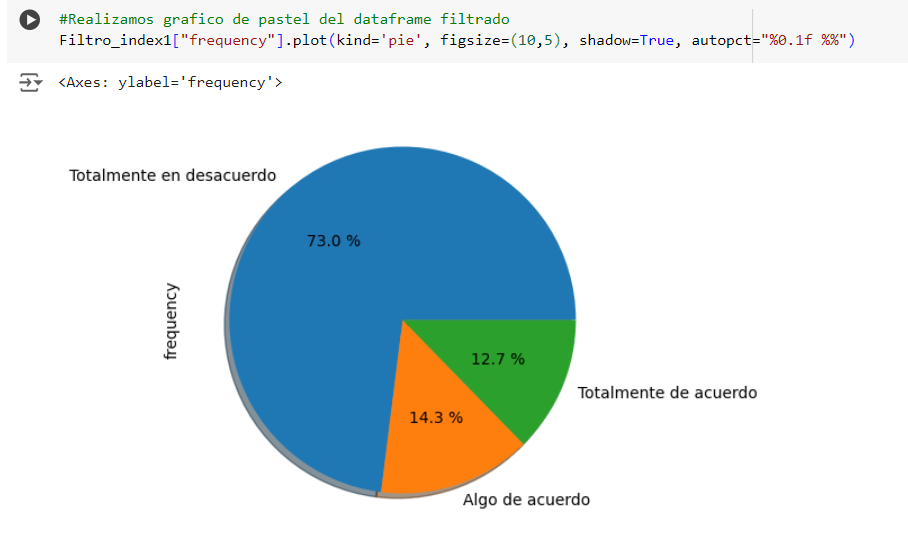 #Realizamos grafico de pastel del dataframe filtrado
Filtro_index1["frequency"].plot(kind='pie', figsize=(10,5), shadow=True, autopct="%0.1f %%")
<Axes: ylabel='frequency'>
Totalmente en desacuerdo
73.0 %
frequency
12.7 %
Totalmente de acuerdo
14.3 %
Algo de acuerdo